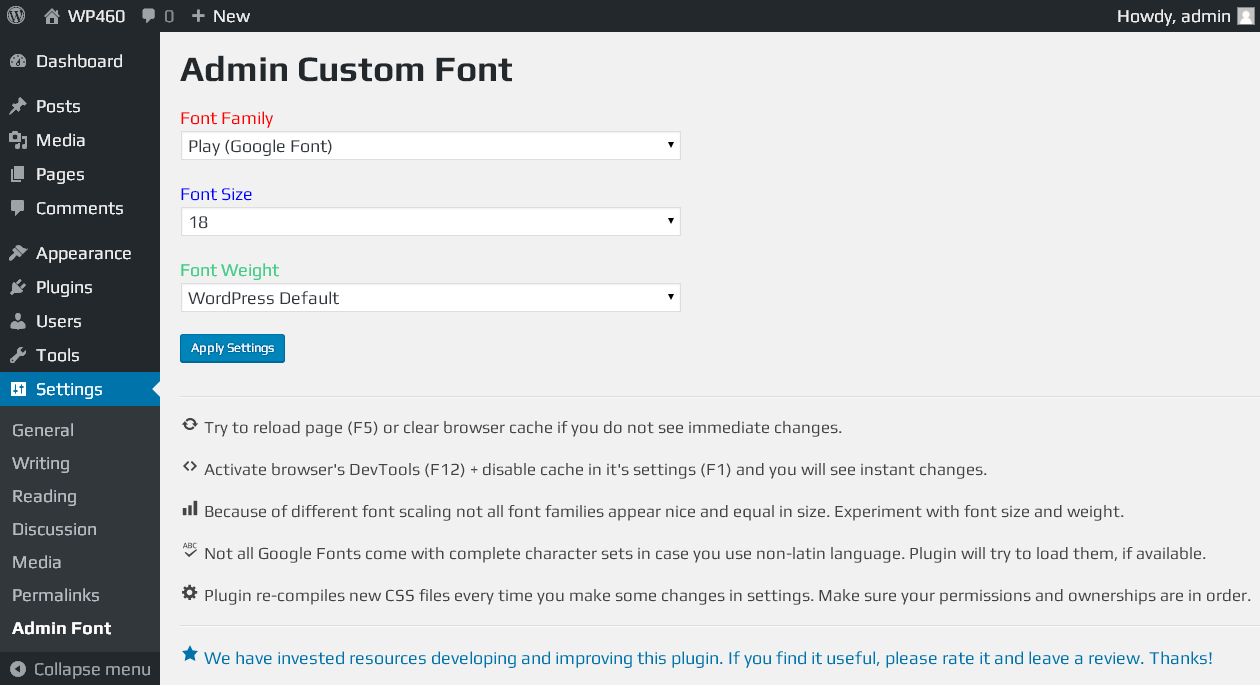 WP460 0 New Howdy, admin
Dashboard
Posts
Media
Pages
Comments
Appearance
Plugins
Users
Tools
Settings
General
Writing
Reading
Discussion
Media
Permalinks
Admin Font
Collapse menu
Admin Custom Font
Font Family
Play (Google Font)
Font Size
18
Font Weight
WordPress Default
Apply Settings
Try to reload page (F5) or clear browser cache if you do not see immediate changes.
Activate browser's DevTools (F12) + disable cache in it's settings (F1) and you will see instant changes.
Because of different font scaling not all font families appear nice and equal in size. Experiment with font size and weight.
ABC Not all Google Fonts come with complete character sets in case you use non-latin language. Plugin will try to load them, if available.
Plugin re-compiles new CSS files every time you make some changes in settings. Make sure your permissions and ownerships are in order.
We have invested resources developing and improving this plugin. If you find it useful, please rate it and leave a review. Thanks!